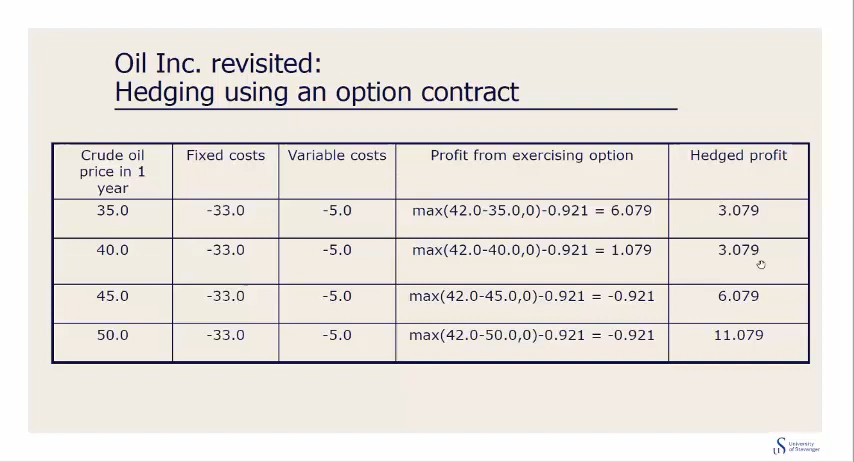 Oil Inc. revisited:
Hedging using an option contract
Crude oil price in 1 year Fixed costs Variable costs Profit from exercising option Hedged profit
35.0 -33.0 -5.0 max(42.0-35.0,0)-0.921 = 6.079 3.079
40.0 -33.0 -5.0 max(42.0-40.0,0)-0.921 = 1.079 3.079
45.0 -33.0 -5.0 max(42.0-45.0,0)-0.921 = -0.921 6.079
50.0 -33.0 -5.0 max(42.0-50.0,0)-0.921 = -0.921 11.079
University
of Stavanger